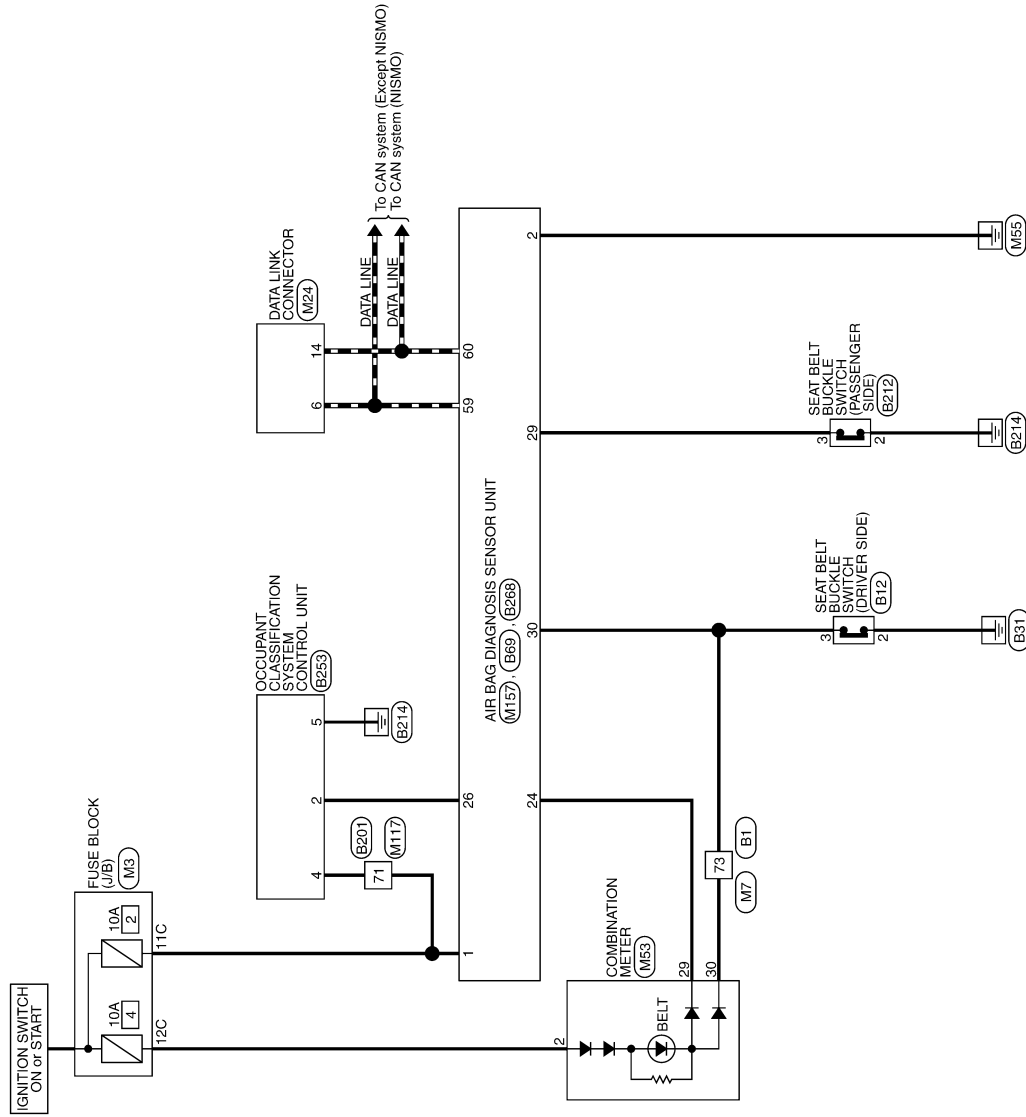 IGNITION SWITCH
ON or START
FUSE BLOCK
(J/B)
M3
10A
4
10A
2
12C
11C
OCCUPANT
CLASSIFICATION
SYSTEM
CONTROL UNIT
B253
4
2
5
B201
71
M117
B214
DATA LINK
CONNECTOR
M24
6
14
DATA LINE
DATA LINE
To CAN system (Except NISMO)
To CAN system (NISMO)
1
26
59
60
AIR BAG DIAGNOSIS SENSOR UNIT
M157 , B69 , B268
24
30
29
2
COMBINATION
METER
M53
2
BELT
29
30
73
M7
B1
SEAT BELT
BUCKLE
SWITCH
(DRIVER SIDE)
B12
3
2
B31
SEAT BELT
BUCKLE
SWITCH
(PASSENGER
SIDE)
B212
3
2
B214
M55